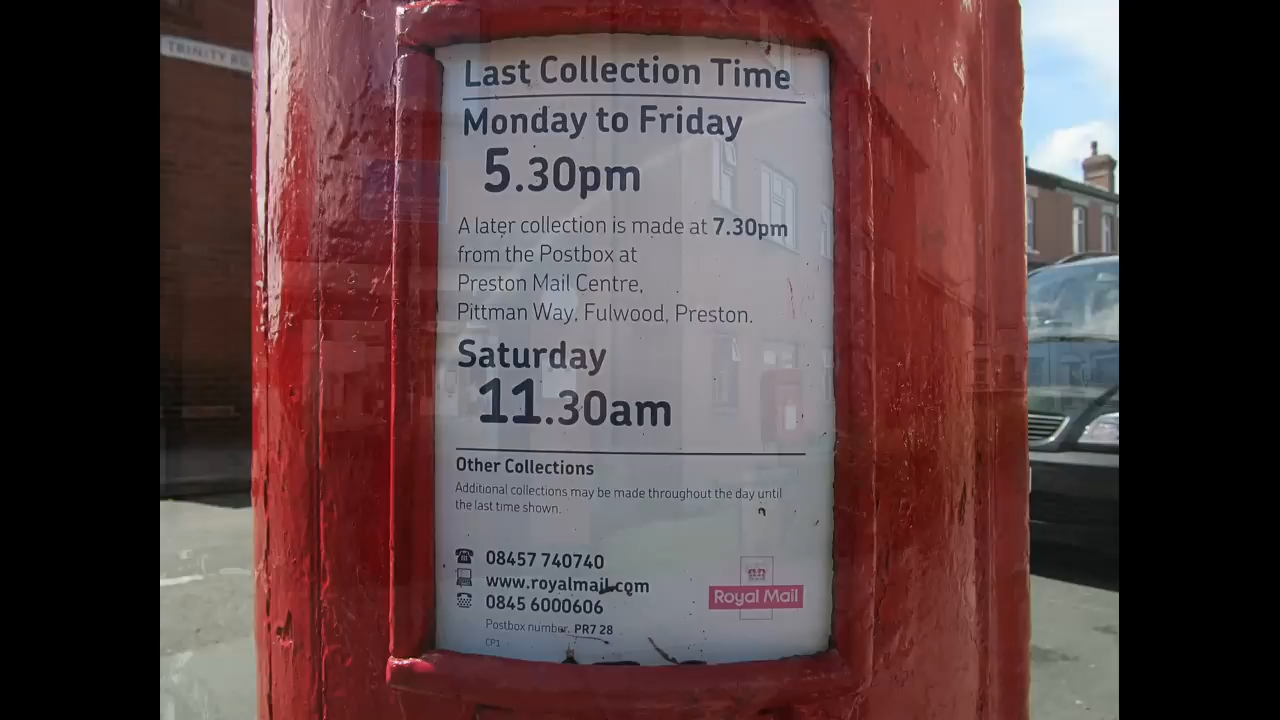 TRINITY RO
Last Collection Time
Monday to Friday
5.30pm
A later collection is made at 7.30pm
from the Postbox at
Preston Mail Centre,
Pittman Way, Fulwood, Preston.
Saturday
11.30am
Other Collections
Additional collections may be made throughout the day until
the last time shown.
08457 740740
www.royalmail.com
0845 6000606
Royal Mail
Postbox number. PR7 28
CP1